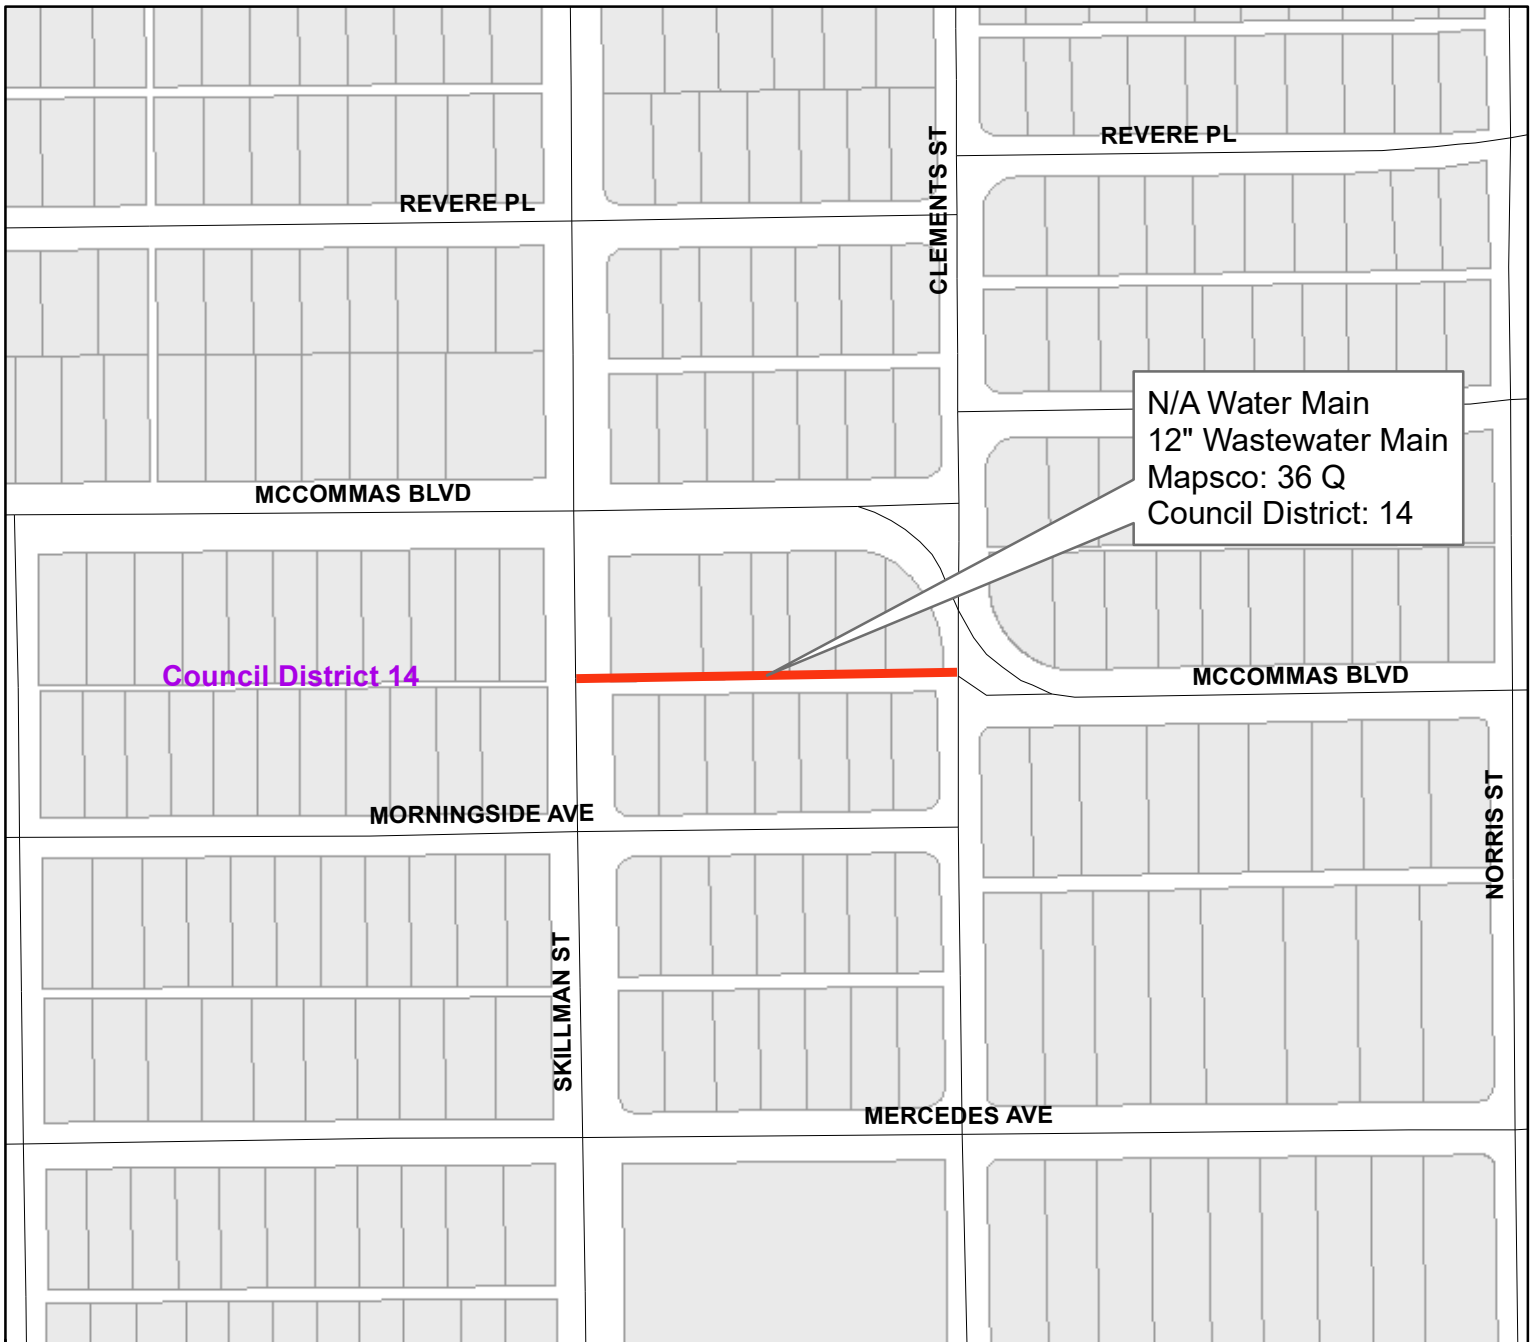 REVERE PL
CLEMENTS ST
REVERE PL
N/A Water Main
12" Wastewater Main
Mapsco: 36 Q
Council District: 14
MCCOMMAS BLVD
Council District 14
MCCOMMAS BLVD
MORNINGSIDE AVE
NORRIS ST
SKILLMAN ST
MERCEDES AVE